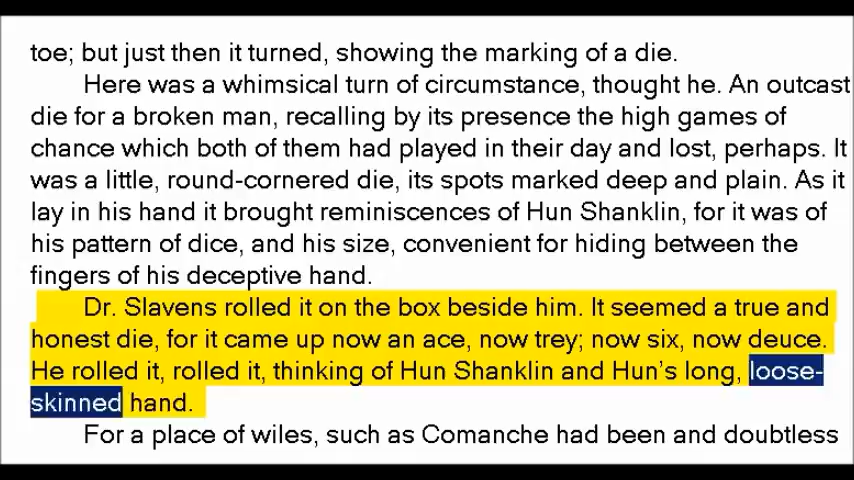 toe; but just then it turned, showing the marking of a die.
Here was a whimsical turn of circumstance, thought he. An outcast
die for a broken man, recalling by its presence the high games of
chance which both of them had played in their day and lost, perhaps. It
was a little, round-cornered die, its spots marked deep and plain. As it
lay in his hand it brought reminiscences of Hun Shanklin, for it was of
his pattern of dice, and his size, convenient for hiding between the
fingers of his deceptive hand.
Dr. Slavens rolled it on the box beside him. It seemed a true and
honest die, for it came up now an ace, now trey; now six, now deuce.
He rolled it, rolled it, thinking of Hun Shanklin and Hun’s long, loose-
skinned hand.
For a place of wiles, such as Comanche had been and doubtless